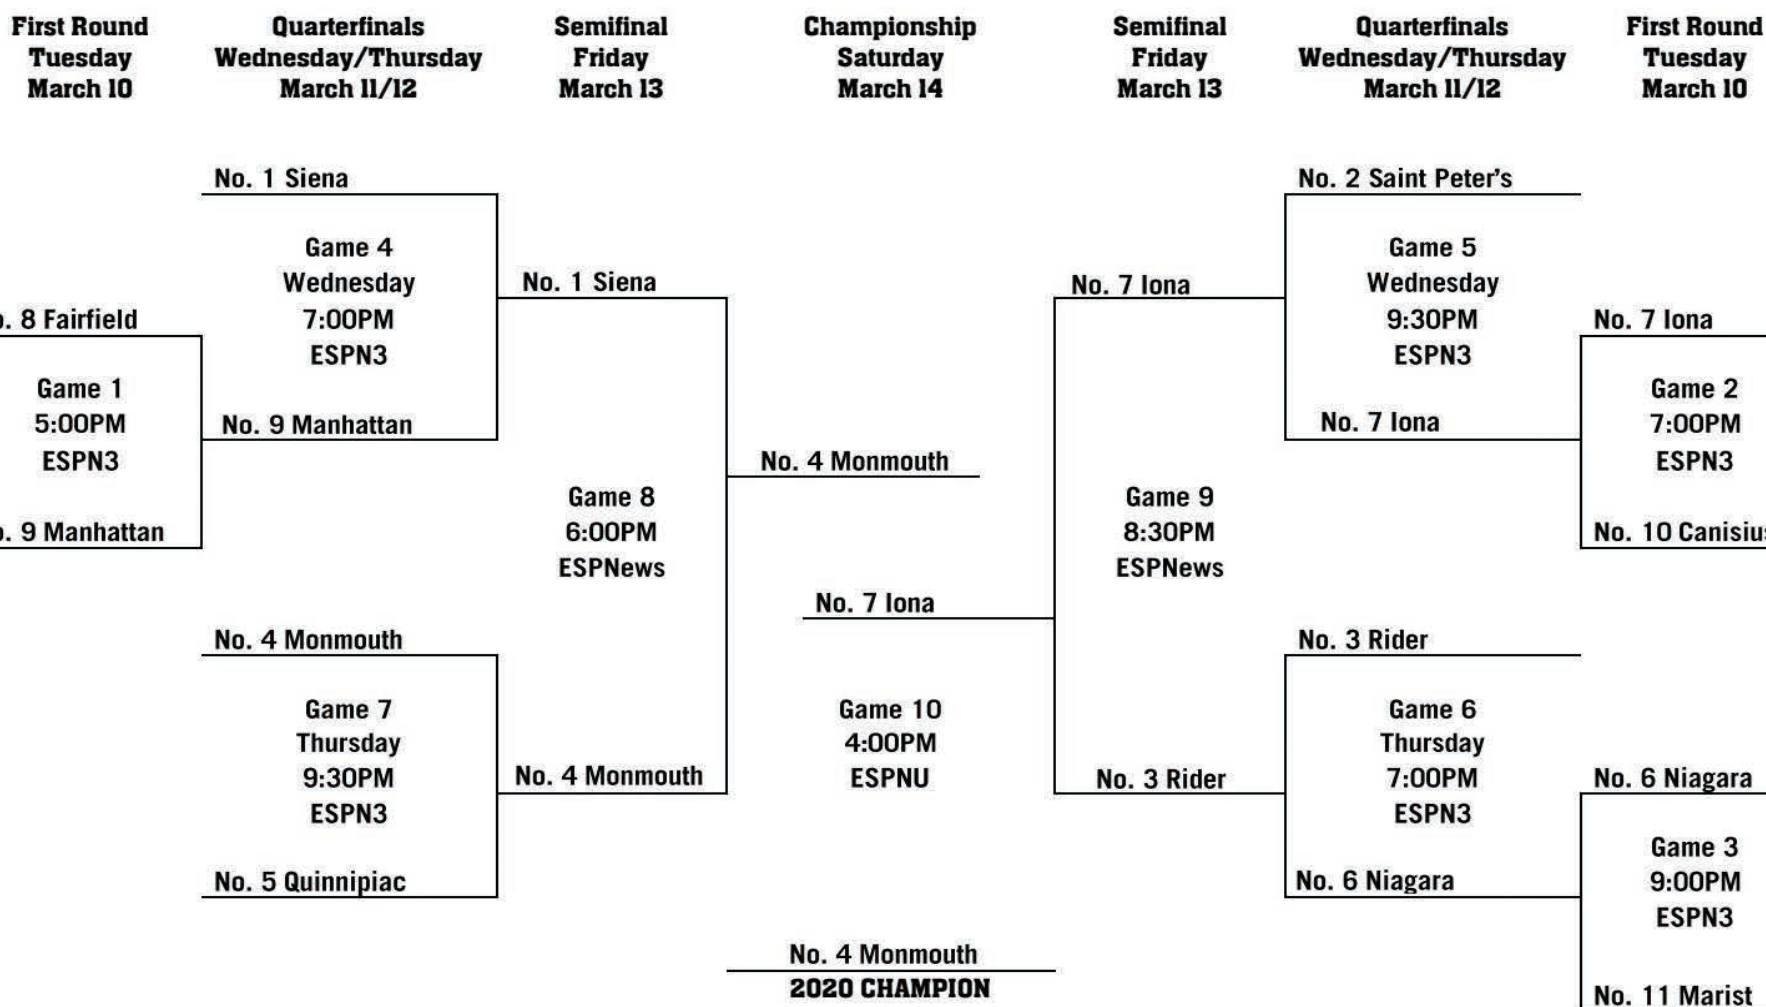 First Round
Tuesday
March 10
Quarterfinals
Wednesday/Thursday
March 11/12
Semifinal
Friday
March 13
Championship
Saturday
March 14
Semifinal
Friday
March 13
Quarterfinals
Wednesday/Thursday
March 11/12
First Round
Tuesday
March 10
. 8 Fairfield
Game 1
5:00PM
ESPN3
. 9 Manhattan
No. 1 Siena
Game 4
Wednesday
7:00PM
ESPN3
No. 9 Manhattan
No. 4 Monmouth
Game 7
Thursday
9:30PM
ESPN3
No. 5 Quinnipiac
No. 1 Siena
Game 8
6:00PM
ESPNews
No. 4 Monmouth
No. 4 Monmouth
No. 7 Iona
Game 10
4:00PM
ESPNU
No. 4 Monmouth
2020 CHAMPION
No. 7 Iona
Game 9
8:30PM
ESPNews
No. 3 Rider
No. 2 Saint Peter's
Game 5
Wednesday
9:30PM
ESPN3
No. 7 Iona
No. 3 Rider
Game 6
Thursday
7:00PM
ESPN3
No. 6 Niagara
No. 7 Iona
Game 2
7:00PM
ESPN3
No. 10 Canisius
No. 6 Niagara
Game 3
9:00PM
ESPN3
No. 11 Marist